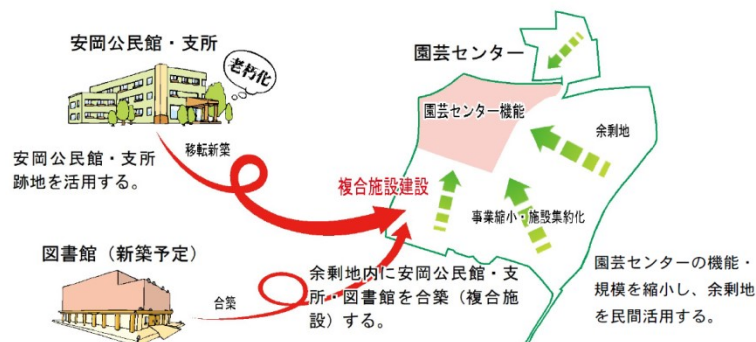 安岡公民館・支所
老朽化
安岡公民館・支所
跡地を活用する。
移転新築
図書館（新築予定）
合築
複合施設建設
余剰地内に安岡公民館・支
所・図書館を合築（複合施
設）する。
園芸センター
園芸センター機能
余剰地
事業縮小・施設集約化
園芸センターの機能・
規模を縮小し、余剰地
を民間活用する。